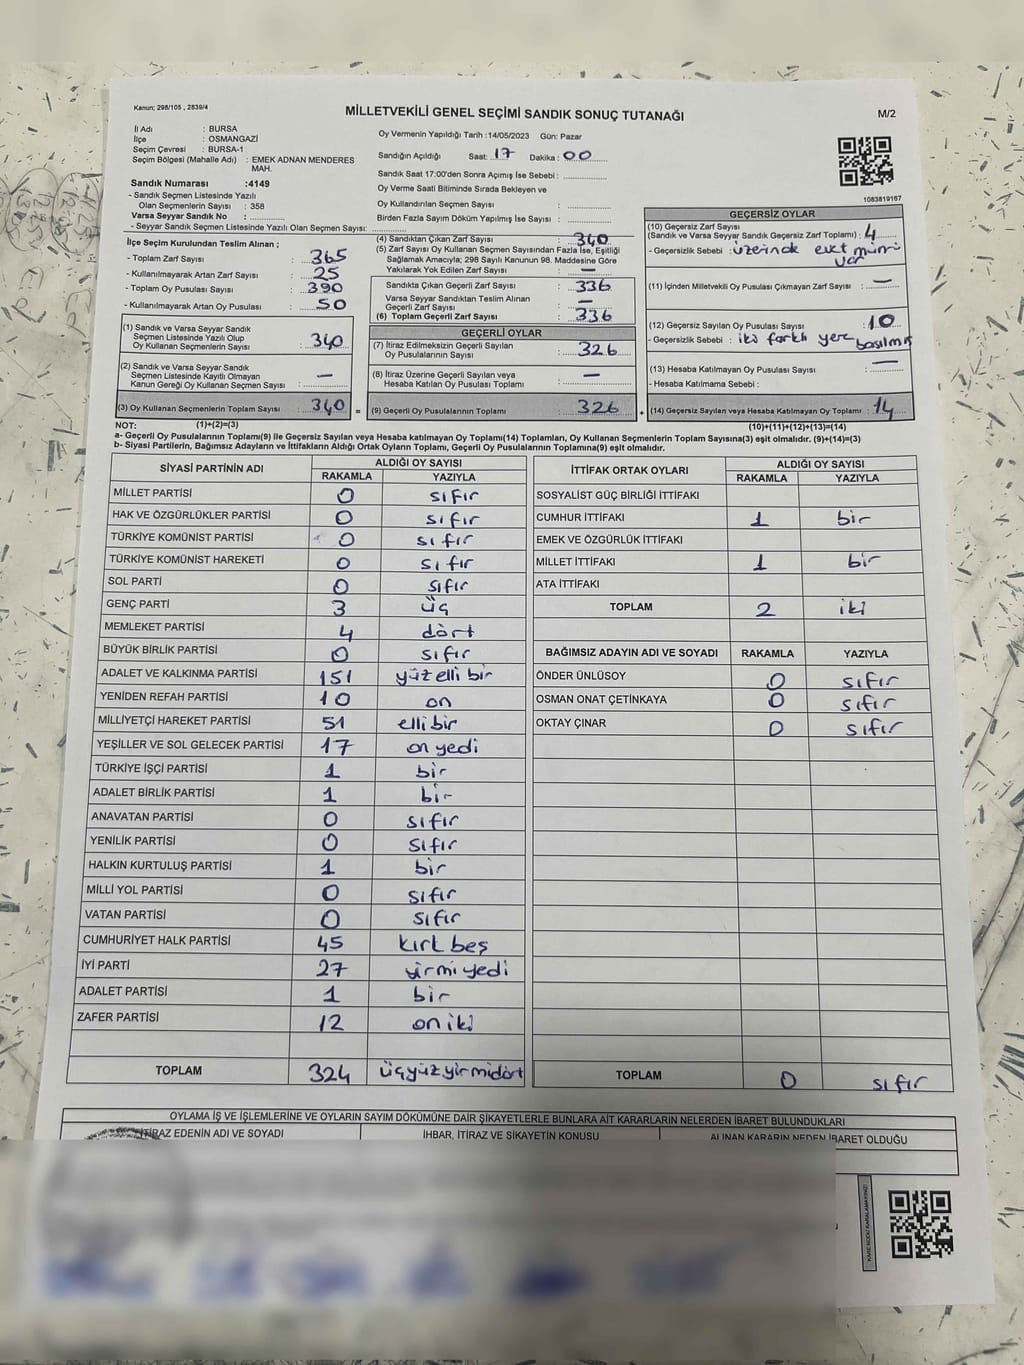 Kanun; 298/105 , 2839/4
MİLLETVEKİLİ GENEL SEÇİMİ SANDIK SONUÇ TUTANAĞI
M/2
İl Adı : BURSA
İlçe : OSMANGAZİ
Seçim Çevresi : BURSA-1
Seçim Bölgesi (Mahalle Adı) : EMEK ADNAN MENDERES MAH.
Sandık Numarası :4149
- Sandık Seçmen Listesinde Yazılı
Olan Seçmenlerin Sayısı : 358
Varsa Seyyar Sandık No :
- Seyyar Sandık Seçmen Listesinde Yazılı Olan Seçmen Sayısı:
Oy Vermenin Yapıldığı Tarih :14/05/2023 Gün: Pazar
Sandığın Açıldığı Saat: 17 Dakika : 00
Sandık Saat 17:00'den Sonra Açımış İse Sebebi :
Oy Verme Saati Bitiminde Sırada Bekleyen ve
Oy Kullandırılan Seçmen Sayısı :
Birden Fazla Sayım Döküm Yapılmış İse Sayısı :
1083819167
İlçe Seçim Kurulundan Teslim Alınan ;
- Toplam Zarf Sayısı : 365
- Kullanılmayarak Artan Zarf Sayısı : 25
- Toplam Oy Pusulası Sayısı : 390
- Kullanılmayarak Artan Oy Pusulası : 50
(1) Sandık ve Varsa Seyyar Sandık
Seçmen Listesinde Yazılı Olup
Oy Kullanan Seçmenlerin Sayısı : 340
(2) Sandık ve Varsa Seyyar
Sandık Seçmen Listesinde Kayıtlı Olmayan
Kanun Gereği Oy Kullanan Seçmen Sayısı : —
(3) Oy Kullanan Seçmenlerin Toplam Sayısı : 340
(1)+(2)=(3)
(4) Sandıktan Çıkan Zarf Sayısı : 340
(5) Zarf Sayısı Oy Kullanan Seçmen Sayısından Fazla İse, Eşitliği
Sağlamak Amacıyla; 298 Sayılı Kanunun 98. Maddesine Göre
Yakılarak Yok Edilen Zarf Sayısı : —
Sandıkta Çıkan Geçerli Zarf Sayısı : 336
Varsa Seyyar Sandıktan Teslim Alınan
Geçerli Zarf Sayısı : —
(6) Toplam Geçerli Zarf Sayısı : 336
GEÇERLİ OYLAR
(7) İtiraz Edilmeksizin Geçerli Sayılan
Oy Pusulalarının Sayısı : 326
(8) İtiraz Üzerine Geçerli Sayılan veya
Hesaba Katılan Oy Pusulası Toplamı : —
= (9) Geçerli Oy Pusulalarının Toplamı : 326
GEÇERSİZ OYLAR
(10) Geçersiz Zarf Sayısı
(Sandık ve Varsa Seyyar Sandık Geçersiz Zarf Toplamı) : 4
- Geçersizlik Sebebi : üzerinde evet mührü
var
(11) İçinden Milletvekili Oy Pusulası Çıkmayan Zarf Sayısı : —
(12) Geçersiz Sayılan Oy Pusulası Sayısı : 10
- Geçersizlik Sebebi : iki farklı yere
basılmış
(13) Hesaba Katılmayan Oy Pusulası Sayısı : —
- Hesaba Katılmama Sebebi :
+ (14) Geçersiz Sayılan veya Hesaba Katılmayan Oy Toplamı : 14
(10)+(11)+(12)+(13)=(14)
NOT:
a- Geçerli Oy Pusulaları Toplamı(9) ile Geçersiz Sayılan veya Hesaba katılmayan Oy Toplamı(14) Toplamları, Oy Kullanan Seçmenlerin Toplam Sayısına(3) eşit olmalıdır. (9)+(14)=(3)
b- Siyasi Partilerin, Bağımsız Adayların ve İttifakların Aldığı Ortak Oyların Toplamı, Geçerli Oy Pusulalarının Toplamına(9) eşit olmalıdır.
SİYASİ PARTİNİN ADI ALDIĞI OY SAYISI
RAKAMLA YAZIYLA
MİLLET PARTİSİ 0 sıfır
HAK VE ÖZGÜRLÜKLER PARTİSİ 0 sıfır
TÜRKİYE KOMÜNİST PARTİSİ 0 sıfır
TÜRKİYE KOMÜNİST HAREKETİ 0 sıfır
SOL PARTİ 0 sıfır
GENÇ PARTİ 3 üç
MEMLEKET PARTİSİ 4 dört
BÜYÜK BİRLİK PARTİSİ 0 sıfır
ADALET VE KALKINMA PARTİSİ 151 yüz elli bir
YENİDEN REFAH PARTİSİ 10 on
MİLLİYETÇİ HAREKET PARTİSİ 51 elli bir
YEŞİLLER VE SOL GELECEK PARTİSİ 17 on yedi
TÜRKİYE İŞÇİ PARTİSİ 1 bir
ADALET BİRLİK PARTİSİ 1 bir
ANAVATAN PARTİSİ 0 sıfır
YENİLİK PARTİSİ 0 sıfır
HALKIN KURTULUŞ PARTİSİ 1 bir
MİLLİ YOL PARTİSİ 0 sıfır
VATAN PARTİSİ 0 sıfır
CUMHURİYET HALK PARTİSİ 45 kırk beş
İYİ PARTİ 27 yirmi yedi
ADALET PARTİSİ 1 bir
ZAFER PARTİSİ 12 on iki
TOPLAM 324 üçyüz yirmi dört
İTTİFAK ORTAK OYLARI ALDIĞI OY SAYISI
RAKAMLA YAZIYLA
SOSYALİST GÜÇ BİRLİĞİ İTTİFAKI
CUMHUR İTTİFAKI 1 bir
EMEK VE ÖZGÜRLÜK İTTİFAKI
MİLLET İTTİFAKI 1 bir
ATA İTTİFAKI
TOPLAM 2 iki
BAĞIMSIZ ADAYIN ADI VE SOYADI RAKAMLA YAZIYLA
ÖNDER ÜNLÜSOY 0 sıfır
OSMAN ONAT ÇETİNKAYA 0 sıfır
OKTAY ÇINAR 0 sıfır
TOPLAM 0 sıfır
OYLAMA İŞ VE İŞLEMLERİNE VE OYLARIN SAYIM DÖKÜMÜNE DAİR ŞİKAYETLERLE BUNLARA AİT KARARLARIN NELERDEN İBARET BULUNDUKLARI
İTİRAZ EDENİN ADI VE SOYADI İHBAR, İTİRAZ VE ŞİKAYETİN KONUSU ALINAN KARARIN NEDEN İBARET OLDUĞU
KARE KODU KARALAMAYINIZ!